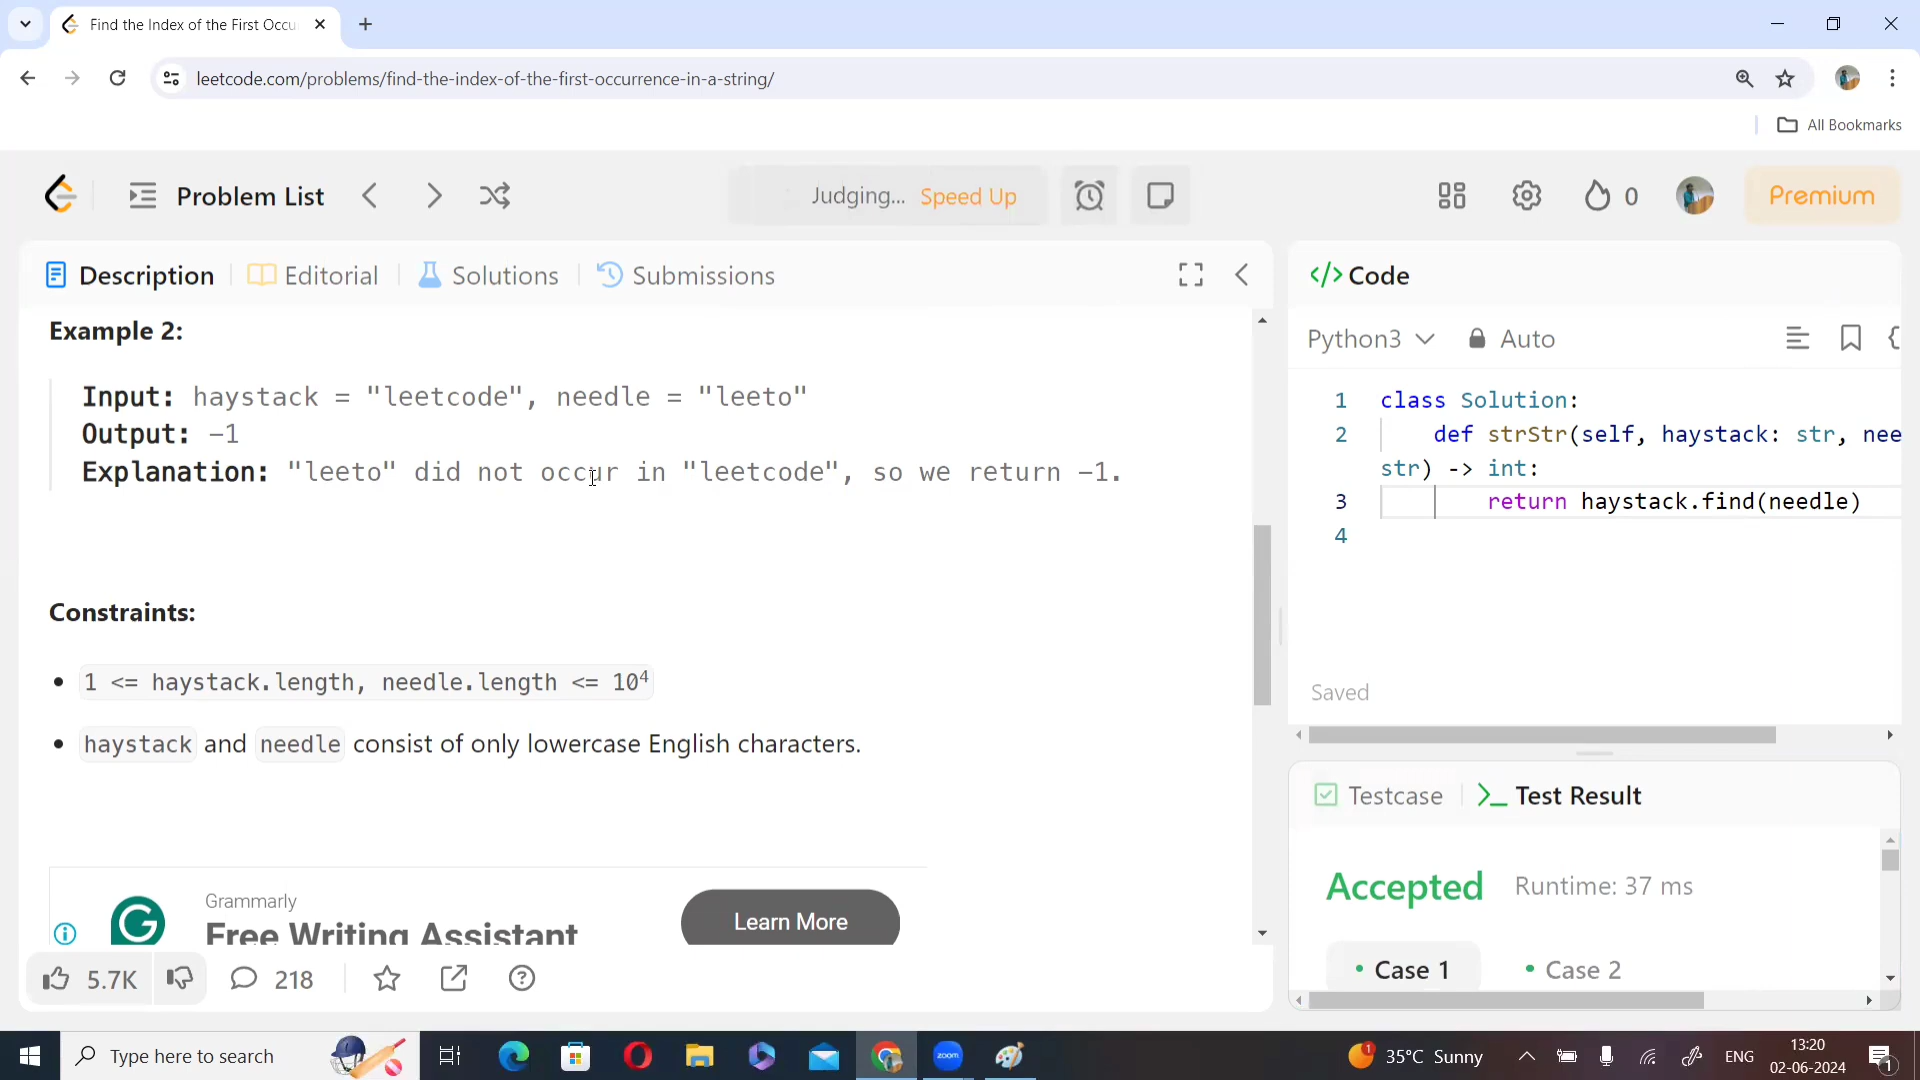 Find the Index of the First Occu
leetcode.com/problems/find-the-index-of-the-first-occurrence-in-a-string/
All Bookmarks
Problem List
Judging... Speed Up
0
Premium
Description
Editorial
Solutions
Submissions
Example 2:
Input: haystack = "leetcode", needle = "leeto"
Output: -1
Explanation: "leeto" did not occur in "leetcode", so we return -1.
Constraints:
• 1 <= haystack.length, needle.length <= 10⁴
• haystack and needle consist of only lowercase English characters.
Grammarly
Free Writing Assistant
Learn More
5.7K
218
</> Code
Python3
Auto
1 class Solution:
2 def strStr(self, haystack: str, nee
str) -> int:
3 return haystack.find(needle)
4
Saved
Testcase
>_ Test Result
Accepted Runtime: 37 ms
• Case 1 • Case 2
Type here to search
zoom
1
35°C Sunny
ENG
13:20
02-06-2024
1